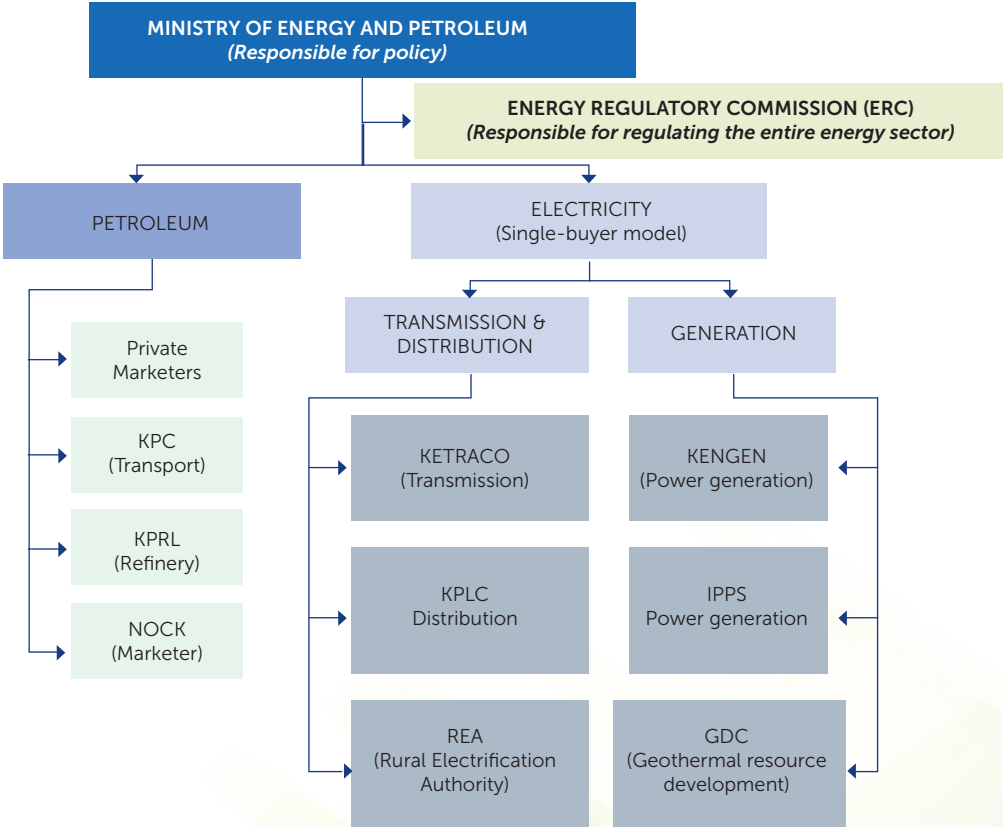 MINISTRY OF ENERGY AND PETROLEUM
(Responsible for policy)
ENERGY REGULATORY COMMISSION (ERC)
(Responsible for regulating the entire energy sector)
PETROLEUM
ELECTRICITY
(Single-buyer model)
TRANSMISSION &
DISTRIBUTION
GENERATION
Private
Marketers
KPC
(Transport)
KPRL
(Refinery)
NOCK
(Marketer)
KETRACO
(Transmission)
KPLC
Distribution
REA
(Rural Electrification
Authority)
KENGEN
(Power generation)
IPPS
Power generation
GDC
(Geothermal resource
development)